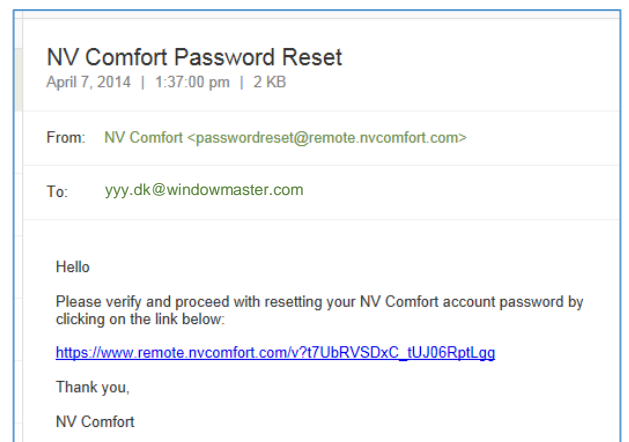 NV Comfort Password Reset
April 7, 2014 | 1:37:00 pm | 2 KB
From: NV Comfort <passwordreset@remote.nvcomfort.com>
To: yyy.dk@windowmaster.com
Hello
Please verify and proceed with resetting your NV Comfort account password by
clicking on the link below:
https://www.remote.nvcomfort.com/v?t7UbRVSDxC_tUJ06RptLgg
Thank you,
NV Comfort